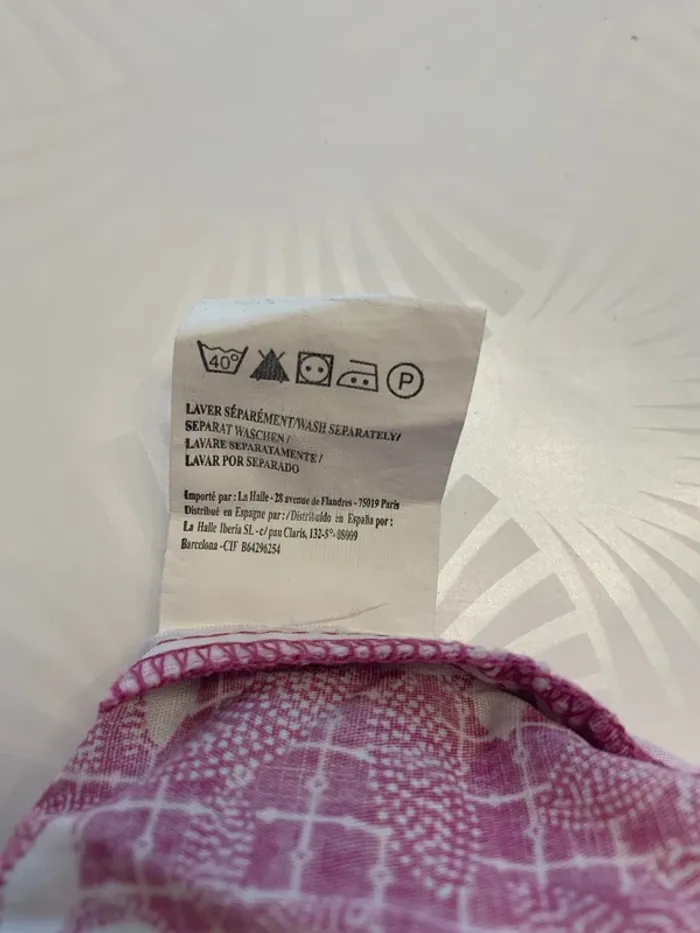 40°
P
LAVER SÉPARÉMENT/WASH SEPARATELY/
SEPARAT WASCHEN /
LAVARE SEPARATAMENTE /
LAVAR POR SEPARADO
Importé par : La Halle - 28 avenue de Flandres - 75019 Paris
Distribué en Espagne par : / Distribuido en España por :
La Halle Iberia SL - c/ pau Claris, 132-5°- 08009
Barcelona -CIF B64296254